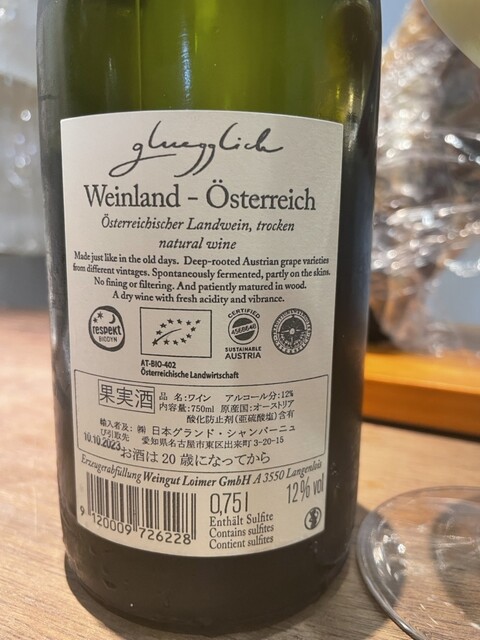 gluegglich
Weinland – Österreich
Österreichischer Landwein, trocken
natural wine
Made just like in the old days. Deep-rooted Austrian grape varieties
from different vintages. Spontaneously fermented, partly on the skins.
No fining or filtering. And patiently matured in wood.
A dry wine with fresh acidity and vibrance.
respekt
BIODYN
CERTIFIED
SUSTAINABLE
AUSTRIA
AT-BIO-402
Österreichische Landwirtschaft
果実酒
品 名:ワイン アルコール分:12%
内容量:750ml 原産国:オーストリア
酸化防止剤(亜硫酸塩)含有
輸入者及び引取先
㈱ 日本グランド・シャンパーニュ
愛知県名古屋市東区出来町3-20-15
10.10.2023
お酒は20歳になってから
Erzeugerabfüllung Weingut Loimer GmbH A 3550 Langenlois
9 120009 726228
0,75 l
12% vol
Enthält Sulfite
Contains sulfites
Contient sulfites